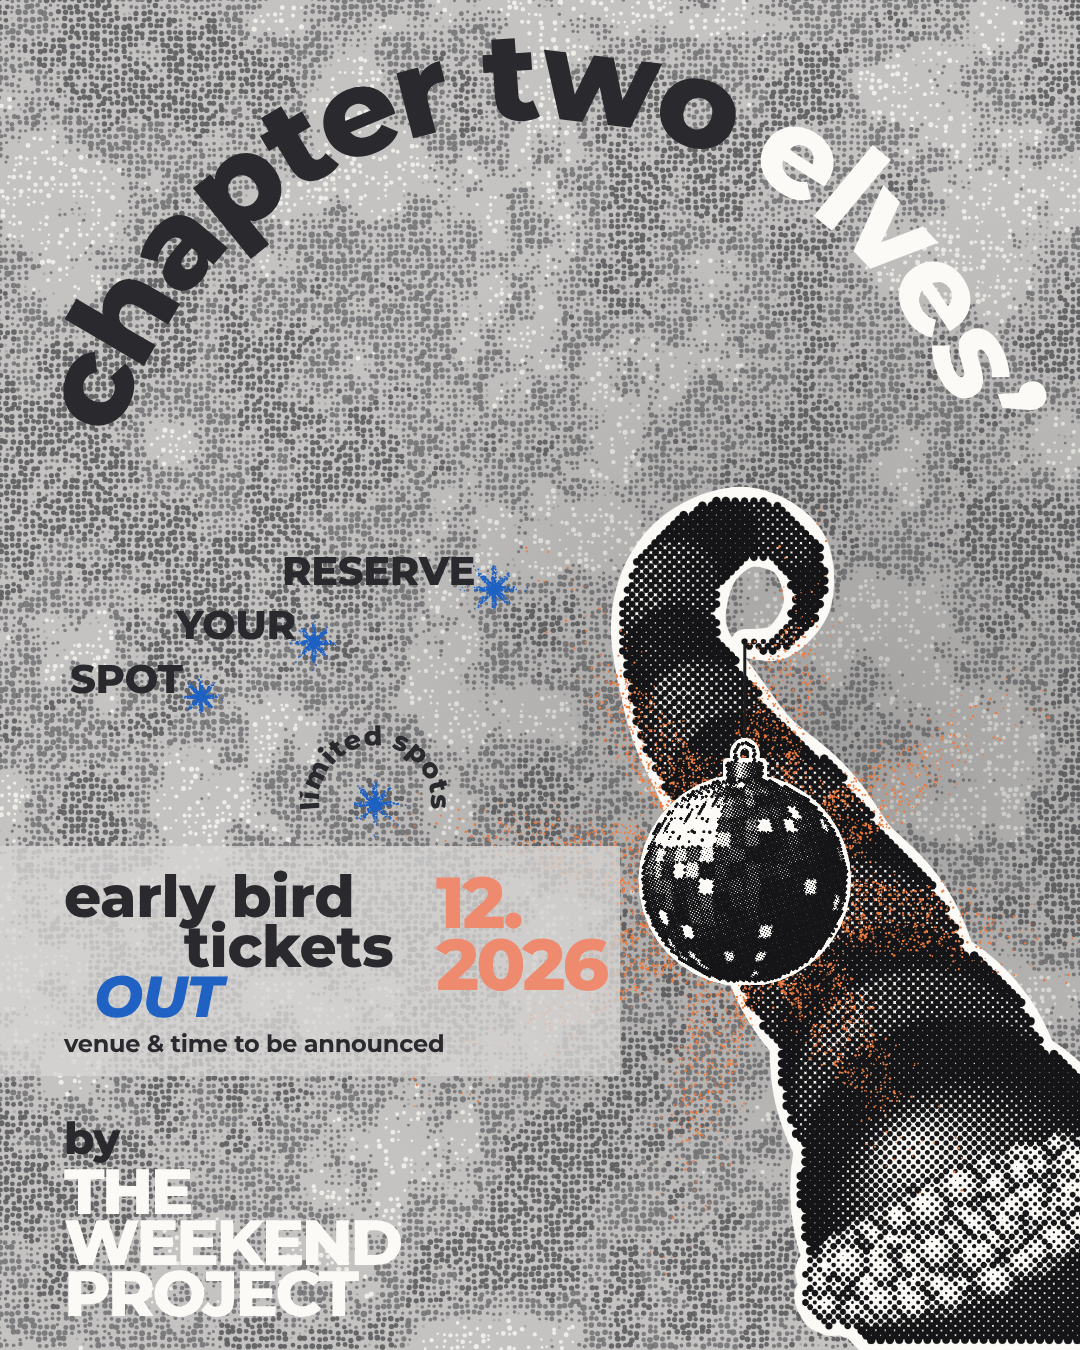 chapter two elves'
RESERVE
YOUR
SPOT
limited spots
early bird
tickets
OUT
12.
2026
venue & time to be announced
by
THE
WEEKEND
PROJECT